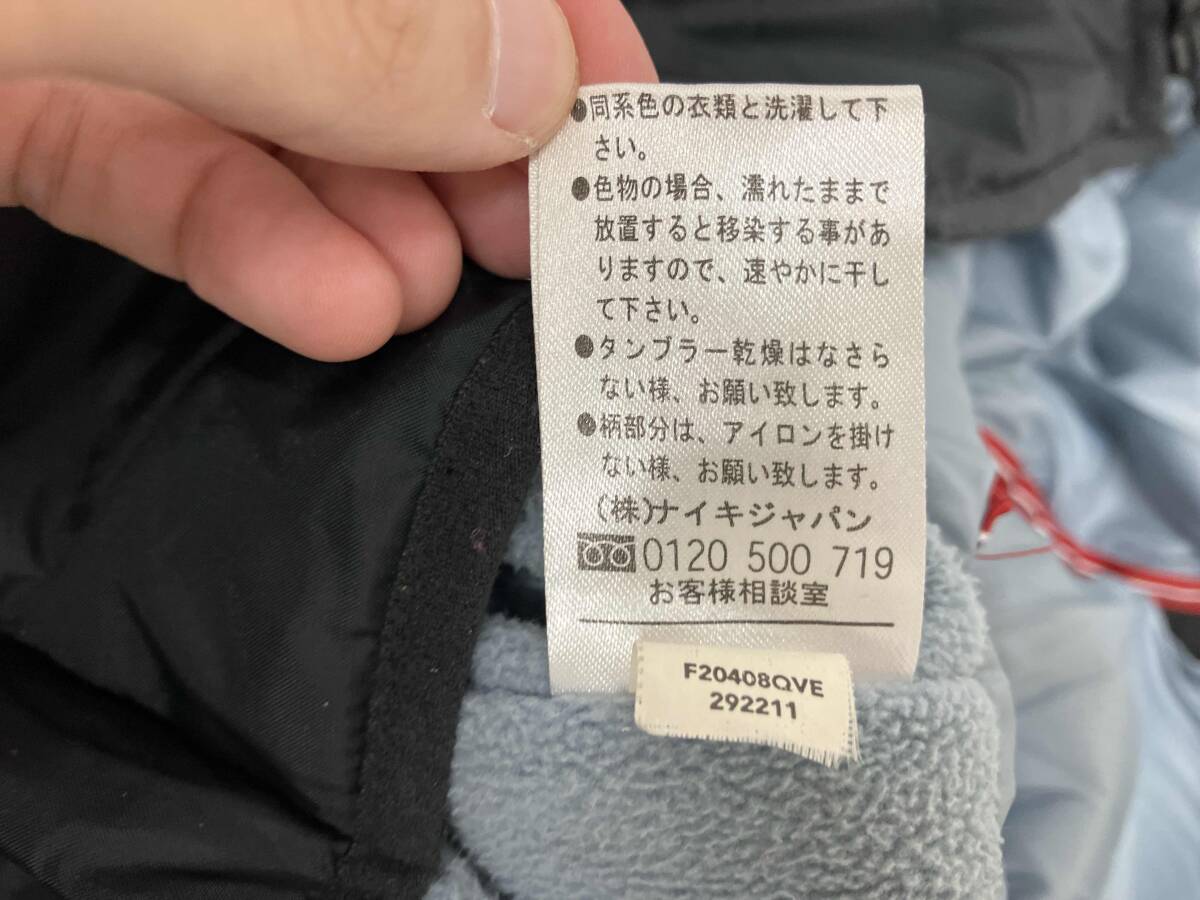 ●同系色の衣類と洗濯して下
さい。
●色物の場合、濡れたままで
放置すると移染する事があ
りますので、速やかに干し
て下さい。
●タンブラー乾燥はなさら
ない様、お願い致します。
●柄部分は、アイロンを掛け
ない様、お願い致します。
(株)ナイキジャパン
0120 500 719
お客様相談室
F20408QVE
292211